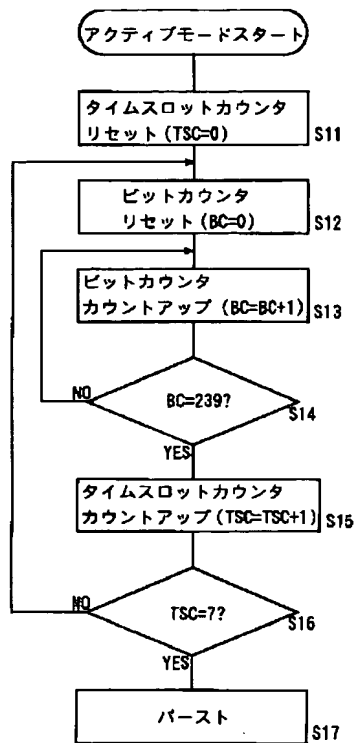 アクティブモードスタート
タイムスロットカウンタ
リセット(TSC=0)
S11
ビットカウンタ
リセット(BC=0)
S12
ビットカウンタ
カウントアップ(BC=BC+1)
S13
NO
BC=239?
S14
YES
タイムスロットカウンタ
カウントアップ(TSC=TSC+1)
S15
NO
TSC=7?
S16
YES
バースト
S17